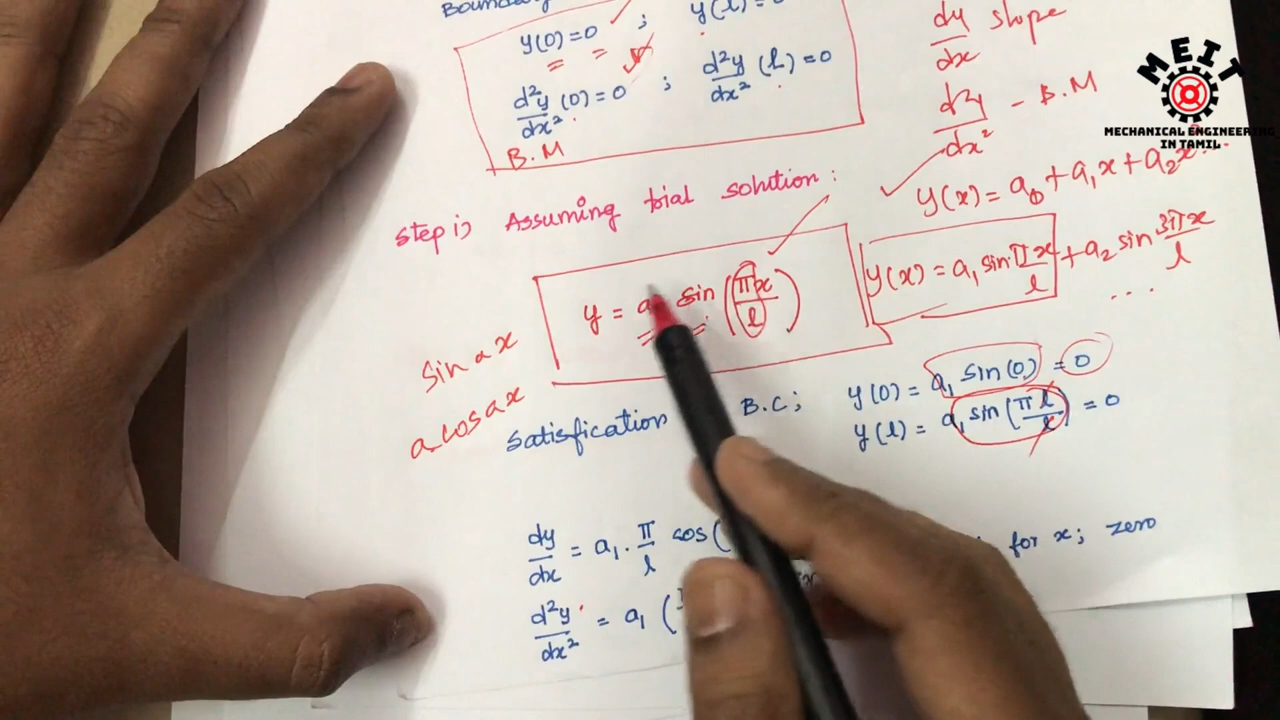 Boundary
y(0)=0 ; y(l)=0
d²y/dx² (0)=0 ; d²y/dx² (l)=0
B.M
dy/dx slope
d²y/dx² - B.M
MEIT
MECHANICAL ENGINEERING
IN TAMIL
y(x) = a₀ + a₁x + a₂x²...
Step i) Assuming trial solution:
y = a₁ sin (πx/l)
y(x) = a₁ sin πx/l + a₂ sin 3πx/l ...
sin ax
a cos ax
Satisfication B.C; y(0) = a₁ sin(0) = 0
y(l) = a₁ sin(πl/l) = 0
dy/dx = a₁ . π/l cos( for x; zero
d²y/dx² = a₁ (